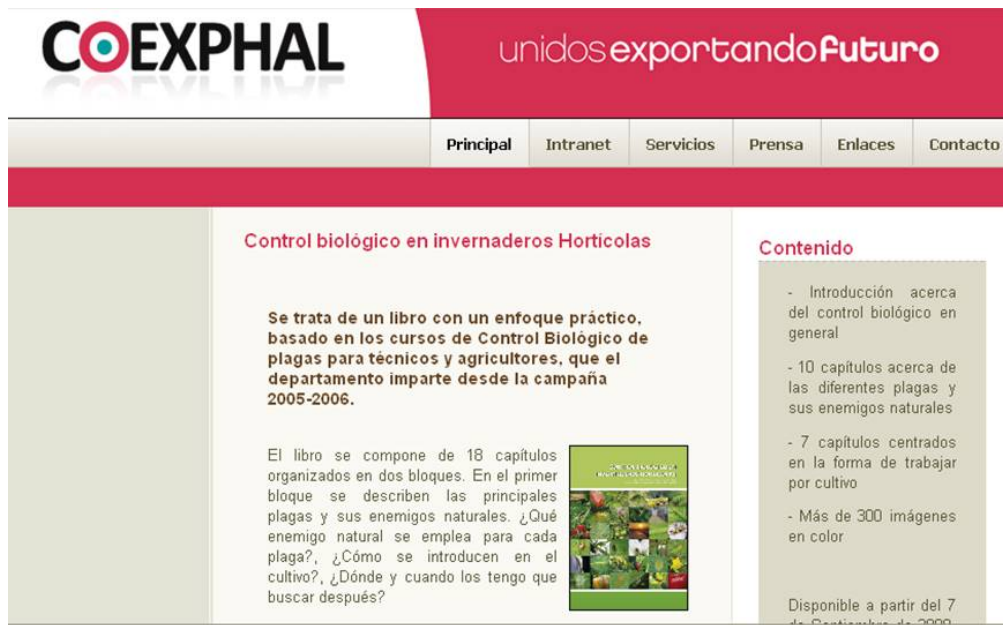 COEXPHAL
unidosexportandofuturo
Principal Intranet Servicios Prensa Enlaces Contacto
Control biológico en invernaderos Hortícolas
Se trata de un libro con un enfoque práctico,
basado en los cursos de Control Biológico de
plagas para técnicos y agricultores, que el
departamento imparte desde la campaña
2005-2006.
El libro se compone de 18 capítulos
organizados en dos bloques. En el primer
bloque se describen las principales
plagas y sus enemigos naturales. ¿Qué
enemigo natural se emplea para cada
plaga?, ¿Cómo se introducen en el
cultivo?, ¿Dónde y cuando los tengo que
buscar después?
Contenido
- Introducción acerca
del control biológico en
general
- 10 capítulos acerca de
las diferentes plagas y
sus enemigos naturales
- 7 capítulos centrados
en la forma de trabajar
por cultivo
- Más de 300 imágenes
en color
Disponible a partir del 7